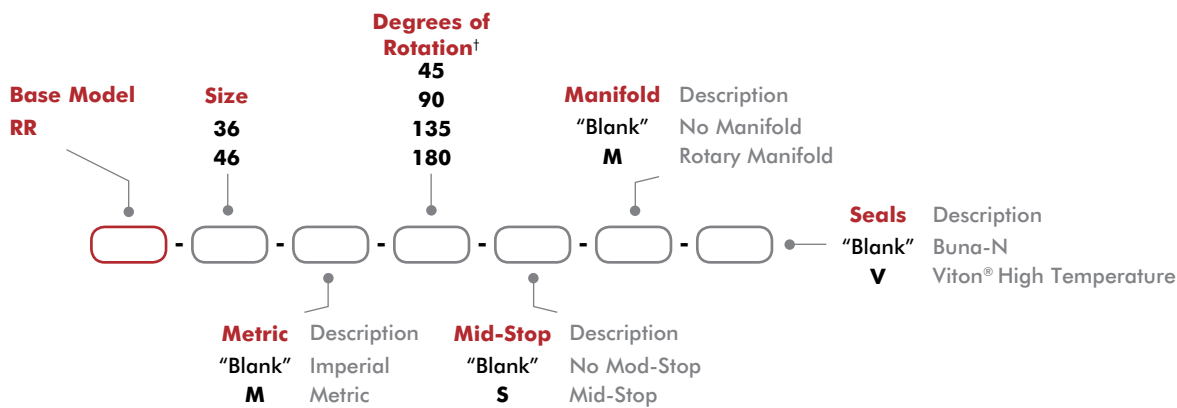 Degrees of
Rotation†
45
90
135
180
Base Model
RR
Size
36
46
Manifold Description
"Blank" No Manifold
M Rotary Manifold
- - - - - -
Seals Description
"Blank" Buna-N
V Viton® High Temperature
Metric Description
"Blank" Imperial
M Metric
Mid-Stop Description
"Blank" No Mod-Stop
S Mid-Stop